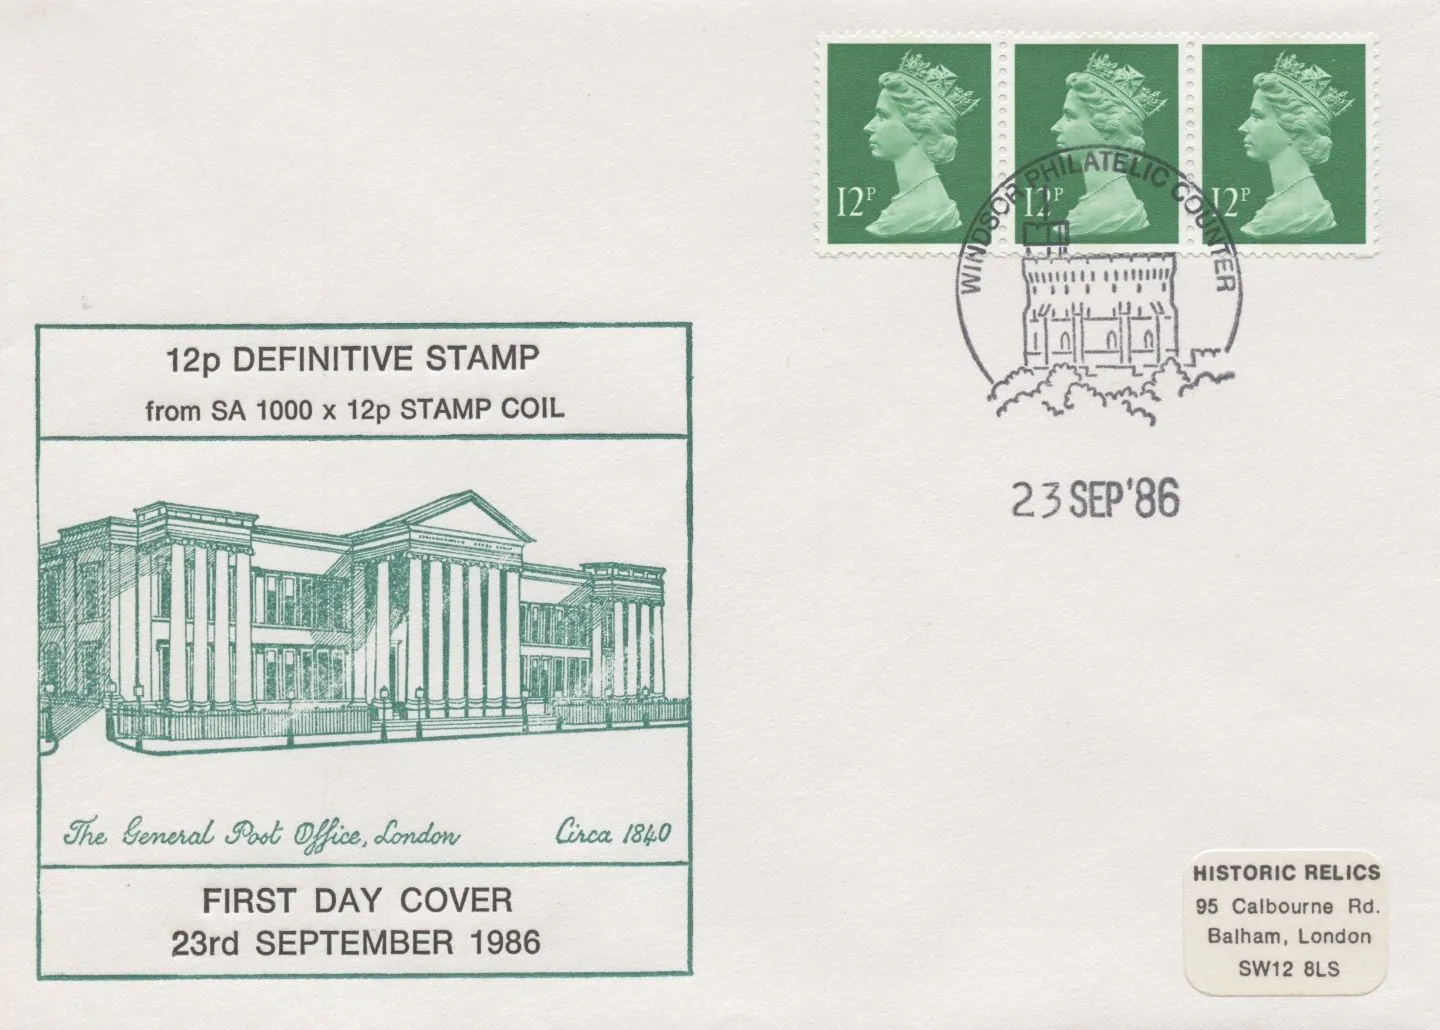 12P
12P
12P
WINDSOR PHILATELIC COUNTER
23 SEP '86
12p DEFINITIVE STAMP
from SA 1000 x 12p STAMP COIL
The General Post Office, London Circa 1840
FIRST DAY COVER
23rd SEPTEMBER 1986
HISTORIC RELICS
95 Calbourne Rd.
Balham, London
SW12 8LS